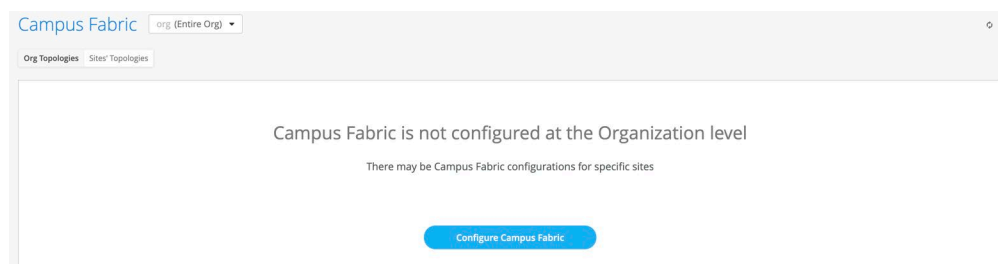 Campus Fabric org (Entire Org)
Org Topologies Sites' Topologies
Campus Fabric is not configured at the Organization level
There may be Campus Fabric configurations for specific sites
Configure Campus Fabric